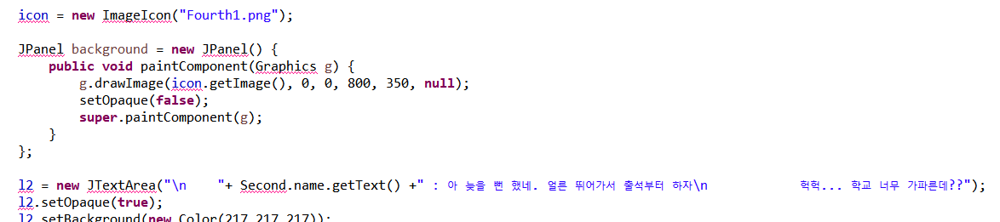 icon = new ImageIcon("Fourth1.png");
JPanel background = new JPanel() {
public void paintComponent(Graphics g) {
g.drawImage(icon.getImage(), 0, 0, 800, 350, null);
setOpaque(false);
super.paintComponent(g);
}
};
l2 = new JTextArea("\n    "+ Second.name.getText() +" : 아 늦을 뻔 했네. 얼른 뛰어가서 출석부터 하자\n            헉헉... 학교 너무 가파른데??");
l2.setOpaque(true);
l2.setBackground(new Color(217,217,217));